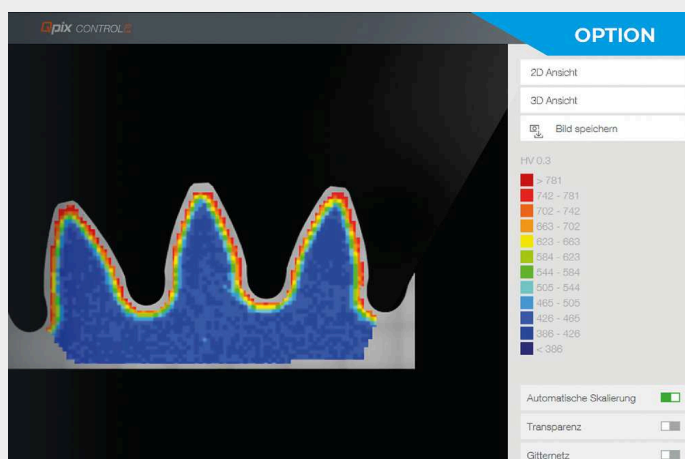 Qpix CONTROL2
OPTION
2D Ansicht
3D Ansicht
Bild speichern
HV 0.3
> 781
742 - 781
702 - 742
663 - 702
623 - 663
584 - 623
544 - 584
505 - 544
465 - 505
426 - 465
386 - 426
< 386
Automatische Skalierung
Transparenz
Gitternetz